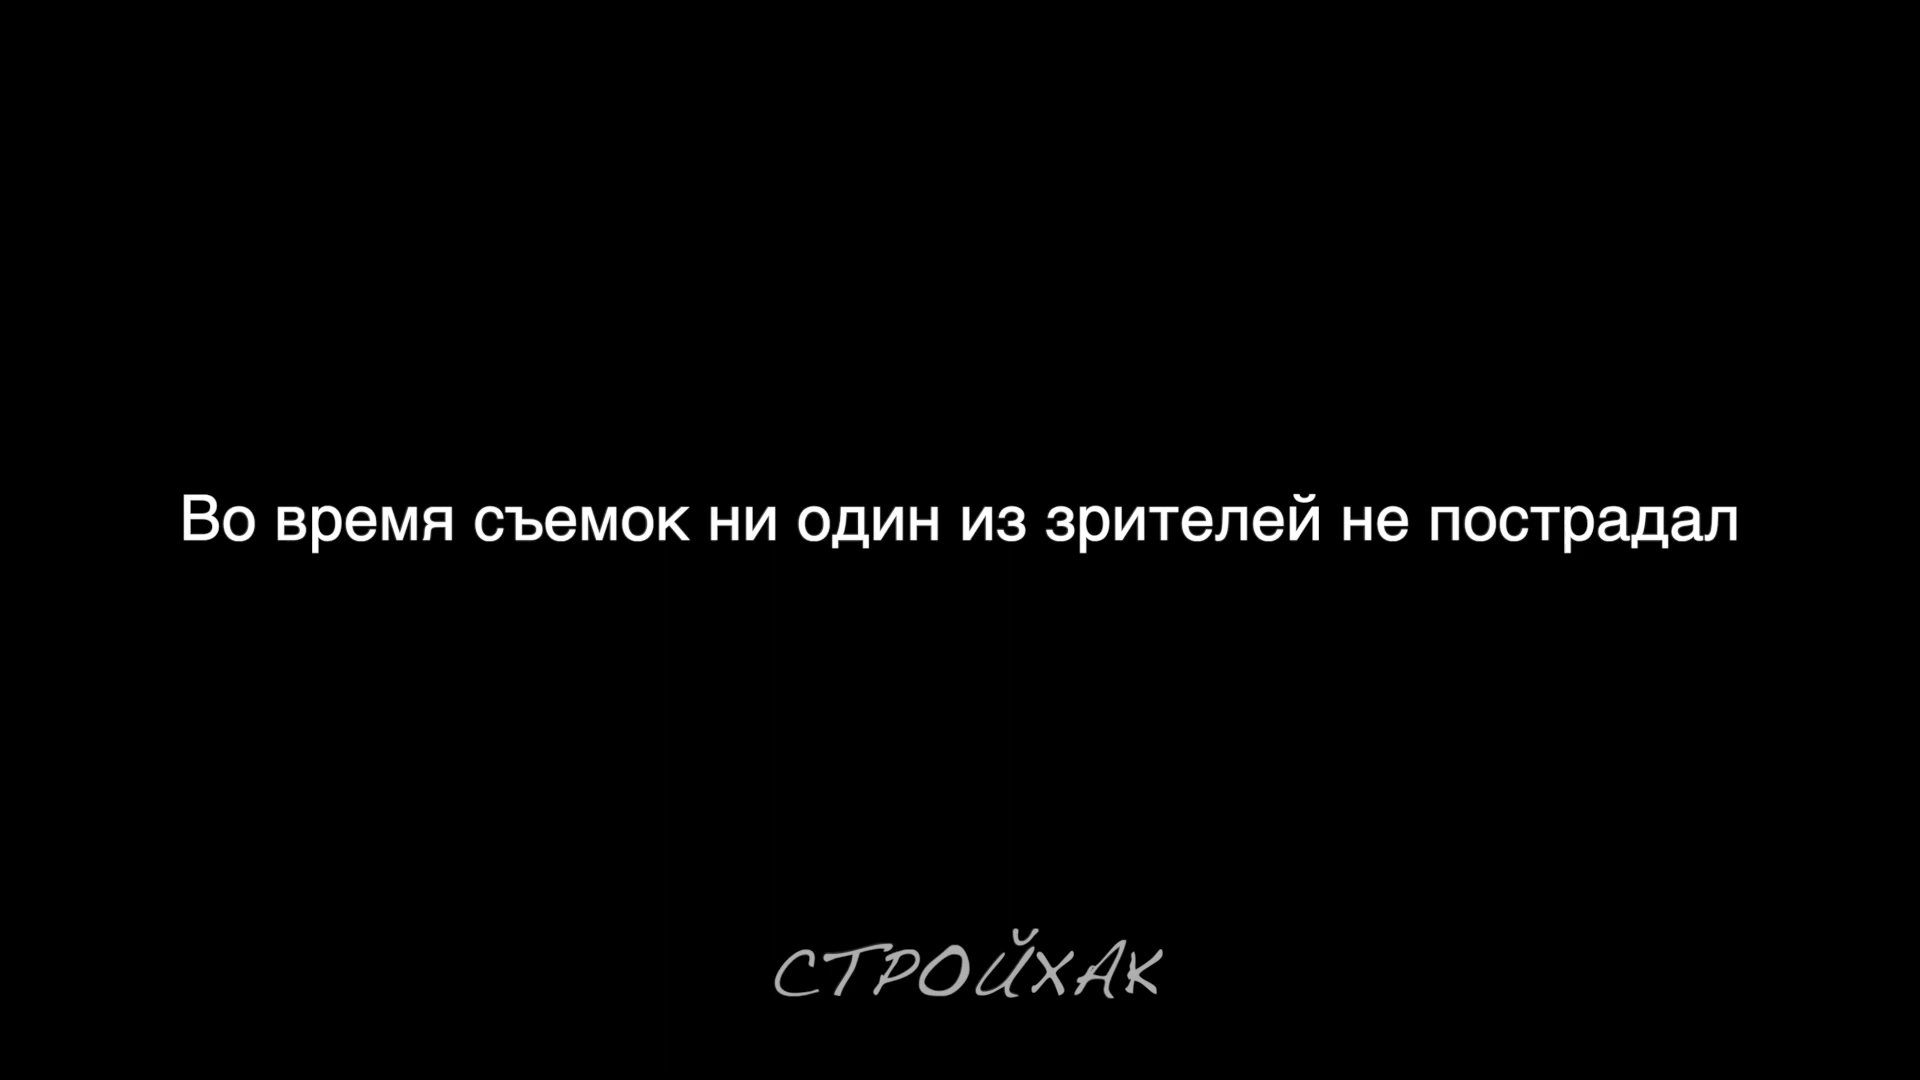 Во время съемок ни один из зрителей не пострадал
СТРОЙХАК